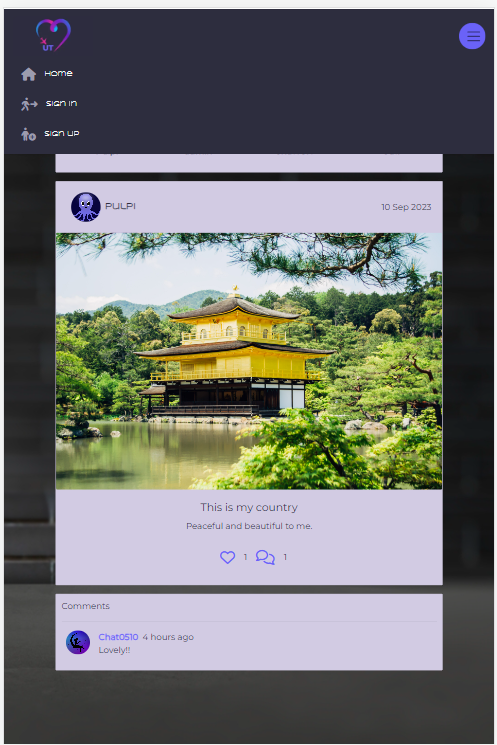 UT
Home
Sign In
Sign Up
PULPI
10 Sep 2023
This is my country
Peaceful and beautiful to me.
1 1
Comments
Chat0510 4 hours ago
Lovely!!